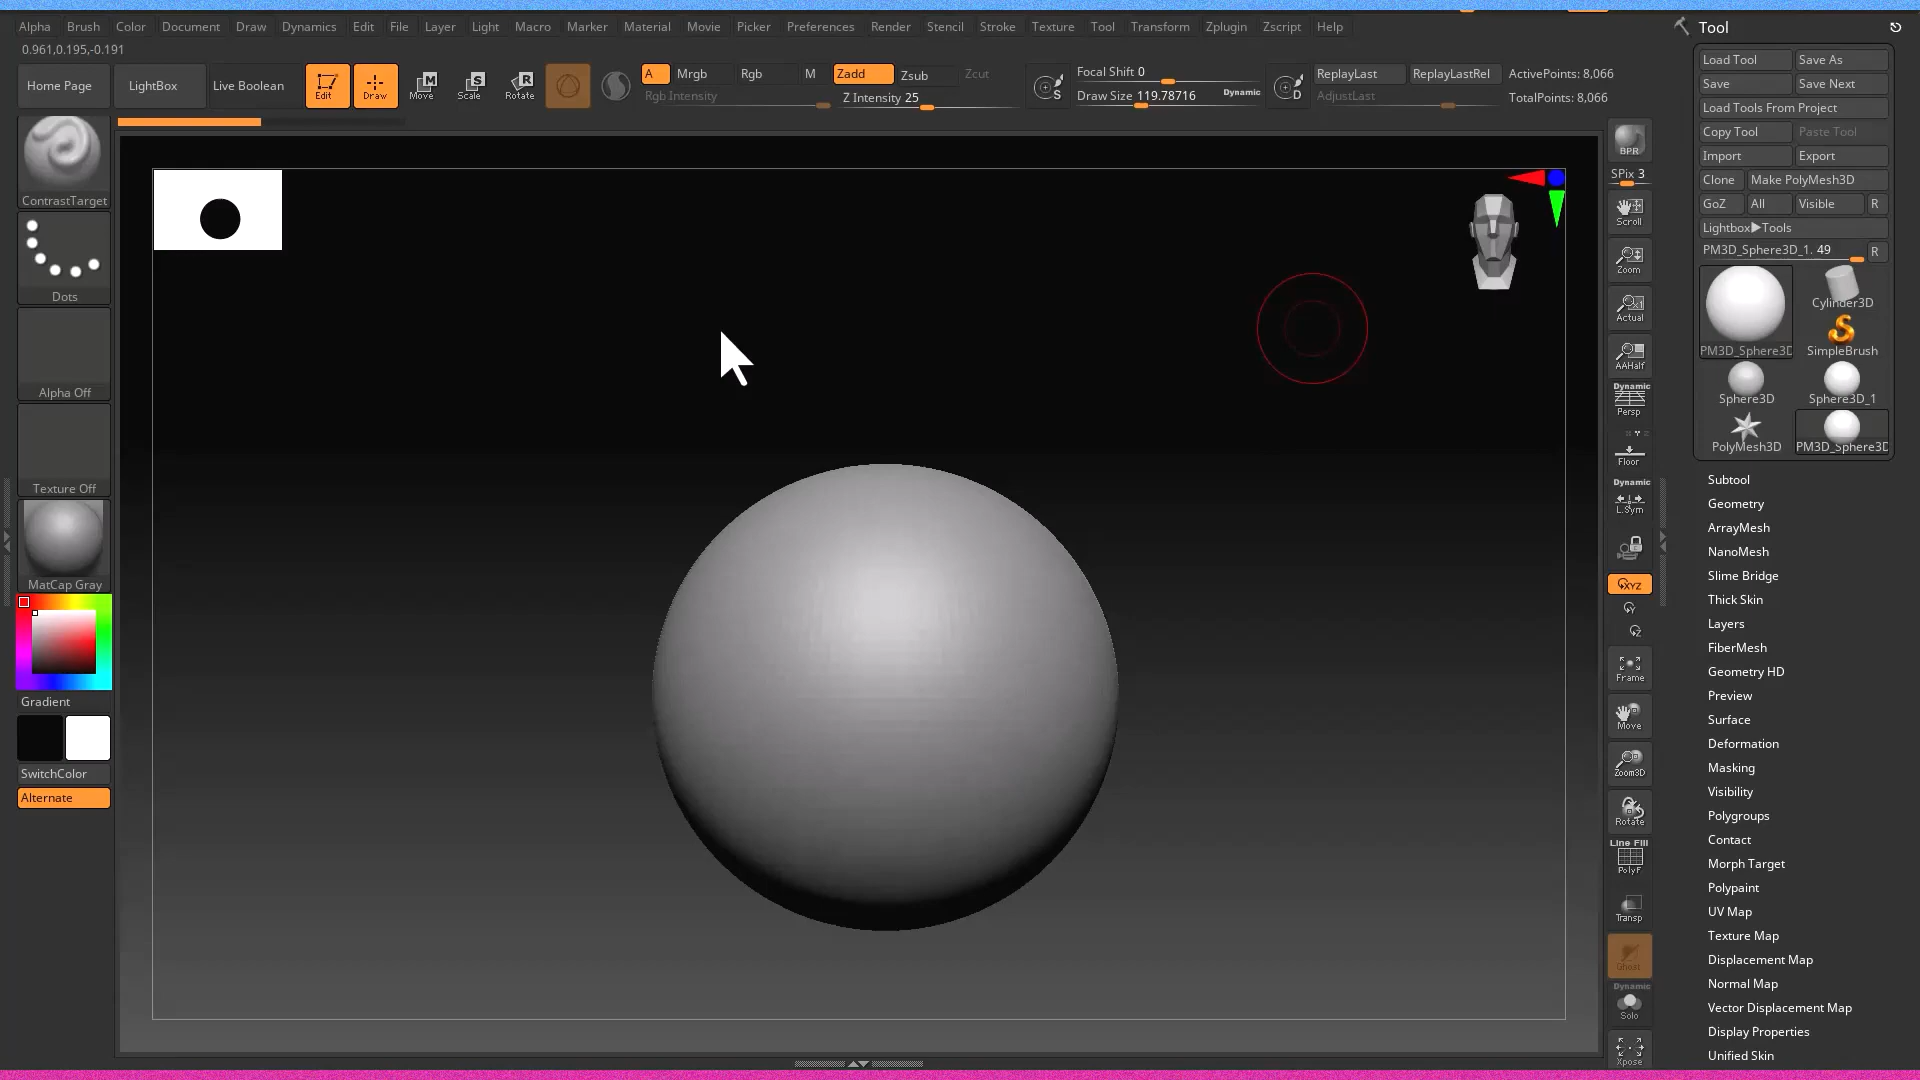 Alpha Brush Color Document Draw Dynamics Edit File Layer Light Macro Marker Material Movie Picker Preferences Render Stencil Stroke Texture Tool Transform Zplugin Zscript Help
Tool
0.961,0.195,-0.191
Home Page LightBox Live Boolean Edit Draw Move Scale Rotate
M S R
A Mrgb Rgb M Zadd Zsub Zcut
Rgb Intensity Z Intensity 25
S
Focal Shift 0
Draw Size 119.78716 Dynamic
D
ReplayLast ReplayLastRel ActivePoints: 8,066
AdjustLast TotalPoints: 8,066
ContrastTarget
Dots
Alpha Off
Texture Off
MatCap Gray
Gradient
SwitchColor
Alternate
BPR
SPix 3
Scroll
Zoom
Actual
AAHalf
Dynamic
Persp
Floor
Dynamic
L.Sym
XYZ
Y
Z
Frame
Move
Zoom3D
Rotate
Line Fill
PolyF
Transp
Ghost
Dynamic
Solo
Xpose
Load Tool Save As
Save Save Next
Load Tools From Project
Copy Tool Paste Tool
Import Export
Clone Make PolyMesh3D
GoZ All Visible R
Lightbox▶Tools
PM3D_Sphere3D_1. 49 R
Cylinder3D
PM3D_Sphere3D SimpleBrush
Sphere3D Sphere3D_1
PolyMesh3D PM3D_Sphere3D
Subtool
Geometry
ArrayMesh
NanoMesh
Slime Bridge
Thick Skin
Layers
FiberMesh
Geometry HD
Preview
Surface
Deformation
Masking
Visibility
Polygroups
Contact
Morph Target
Polypaint
UV Map
Texture Map
Displacement Map
Normal Map
Vector Displacement Map
Display Properties
Unified Skin